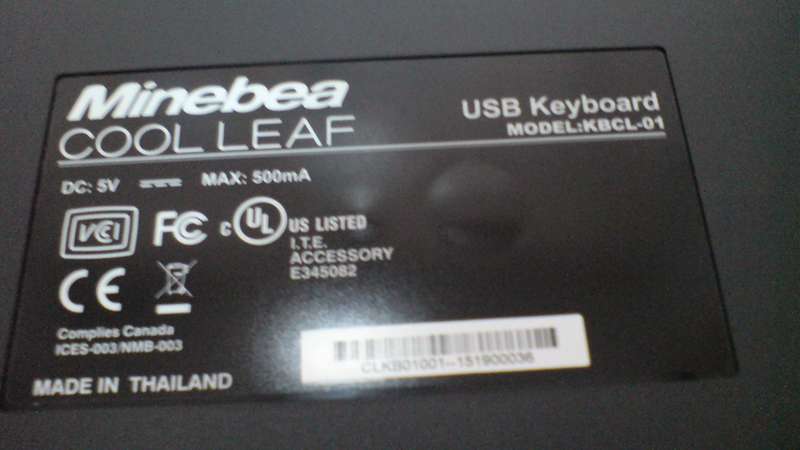 Minebea
COOL LEAF
USB Keyboard
MODEL:KBCL-01
DC: 5V MAX: 500mA
VCI FC c UL US LISTED
I.T.E.
ACCESSORY
E345082
CE
Complies Canada
ICES-003/NMB-003
MADE IN THAILAND
CLKB01001--151900036